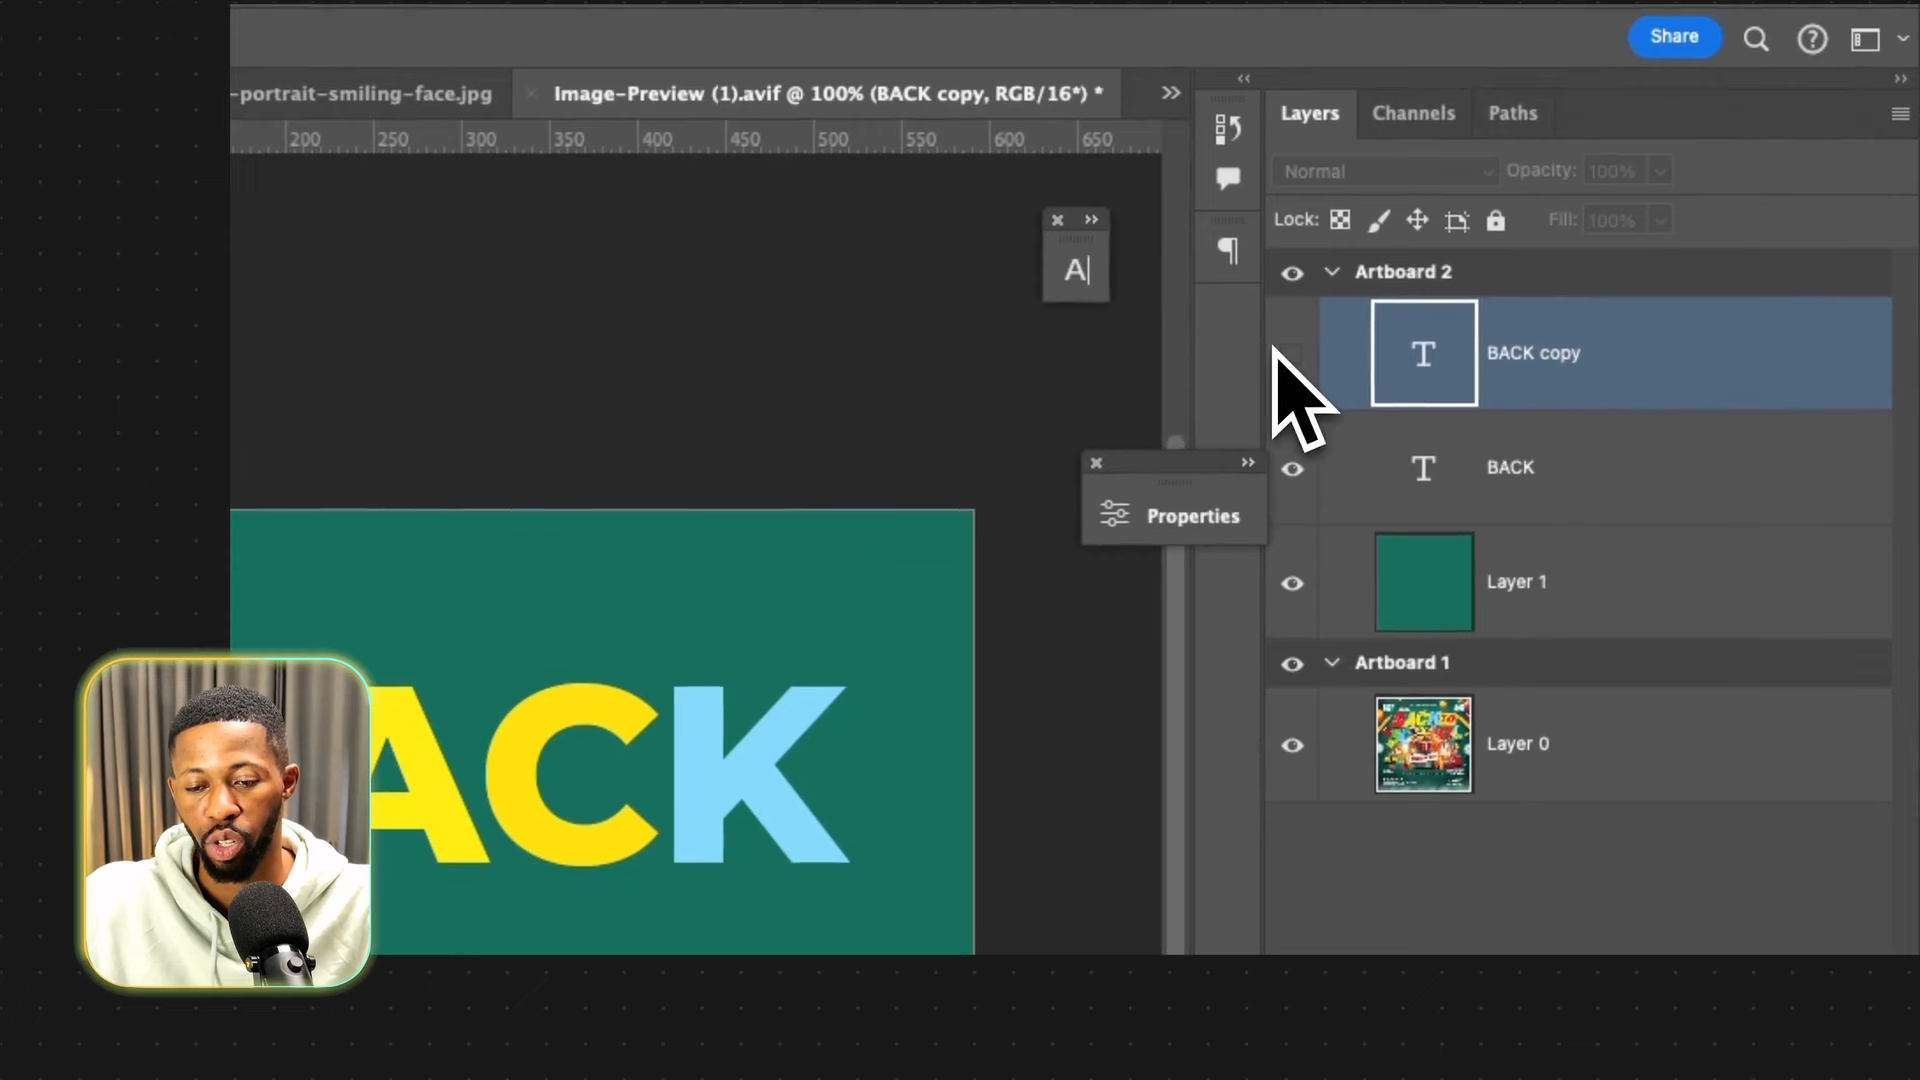 Share
-portrait-smiling-face.jpg
Image-Preview (1).avif @ 100% (BACK copy, RGB/16*) *
200 250 300 350 400 450 500 550 600 650
Layers Channels Paths
Normal Opacity: 100%
Lock: Fill: 100%
A
Artboard 2
T BACK copy
T BACK
Properties
Layer 1
Artboard 1
BACK TO
Layer 0
ACK